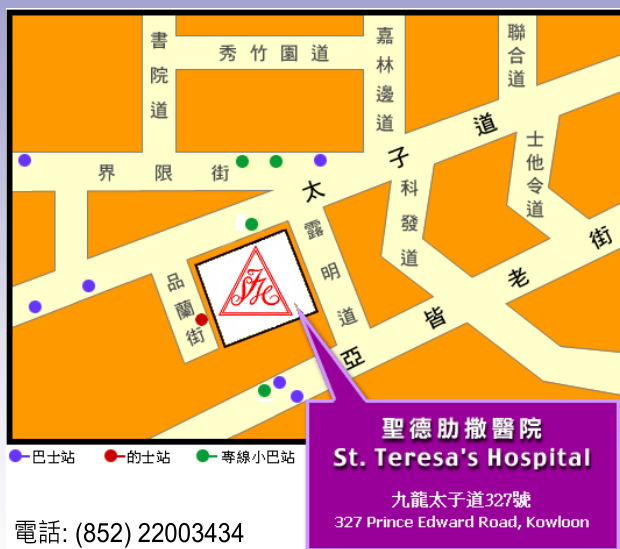 書院道
秀竹園道
嘉林邊道
聯合道
太子道
士他令道
界限街
科發道
露明道
品蘭街
STH
亞皆老街
聖德肋撒醫院
St. Teresa's Hospital
九龍太子道327號
327 Prince Edward Road, Kowloon
巴士站
的士站
專線小巴站
電話: (852) 22003434